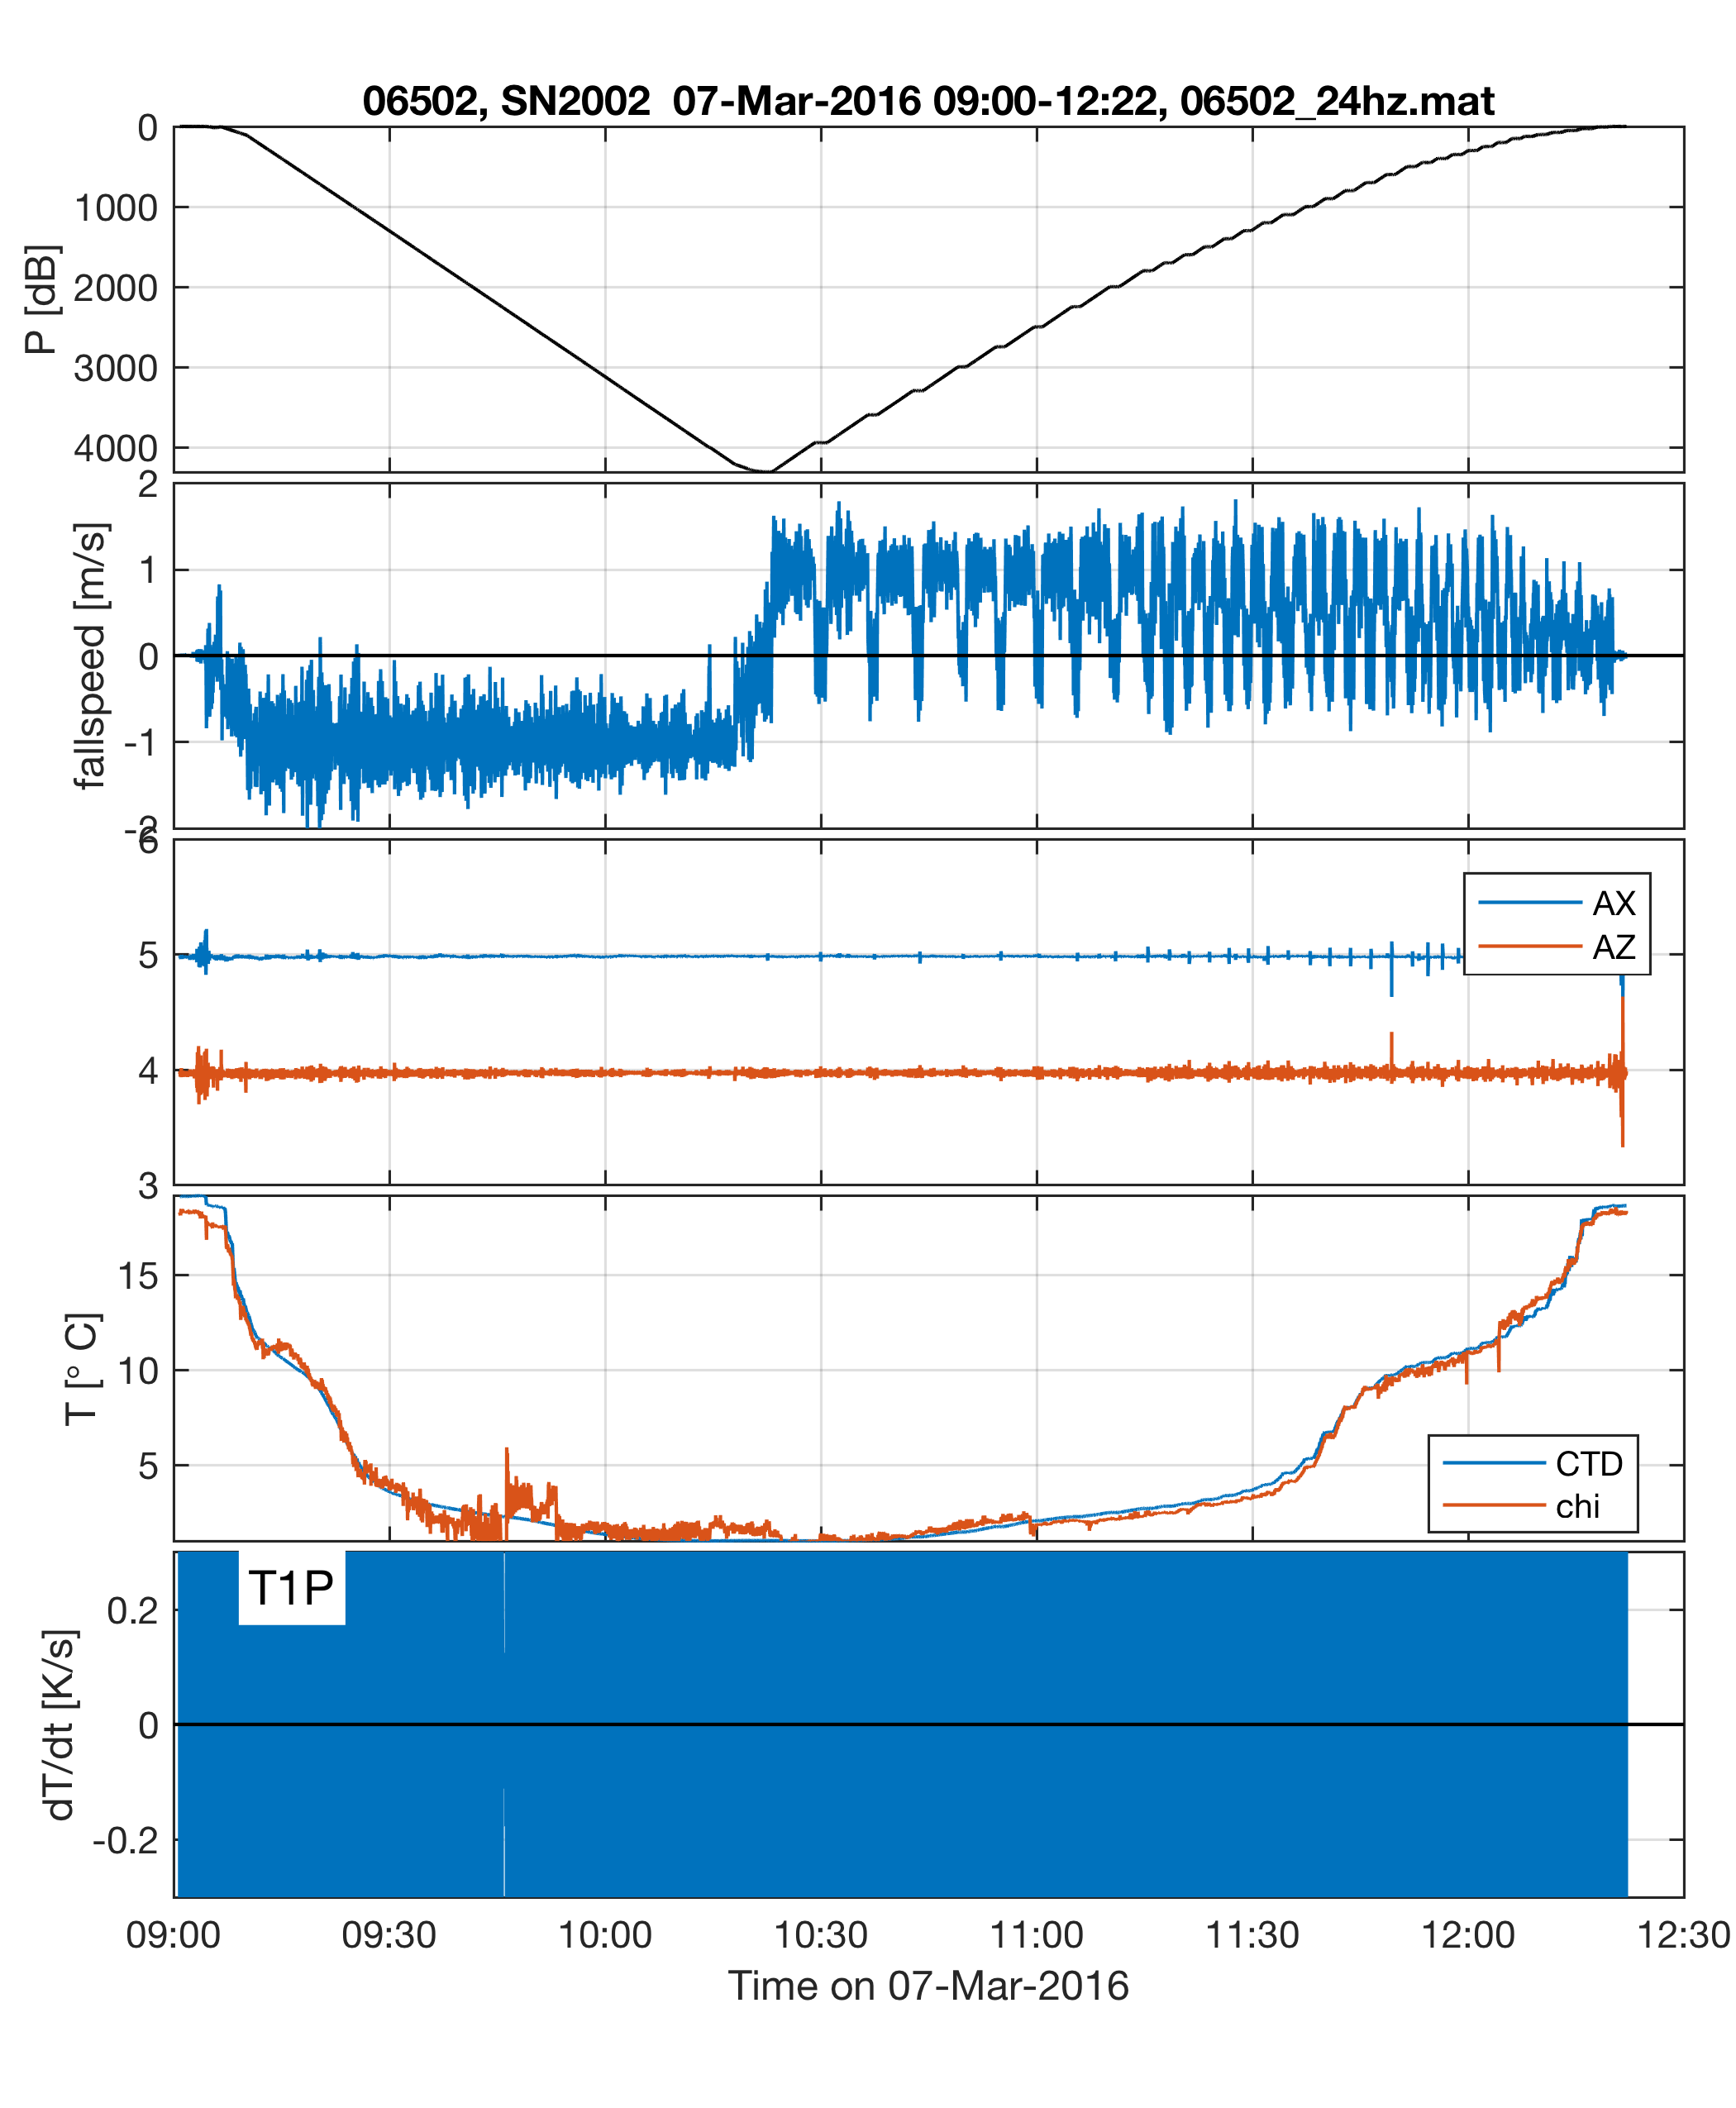 06502, SN2002  07-Mar-2016 09:00-12:22, 06502_24hz.mat
0
1000
2000
3000
4000
P [dB]
2
1
0
-1
-2
fallspeed [m/s]
6
5
4
3
AX
AZ
15
10
5
T [° C]
CTD
chi
T1P
0.2
0
-0.2
dT/dt [K/s]
09:00 09:30 10:00 10:30 11:00 11:30 12:00 12:30
Time on 07-Mar-2016